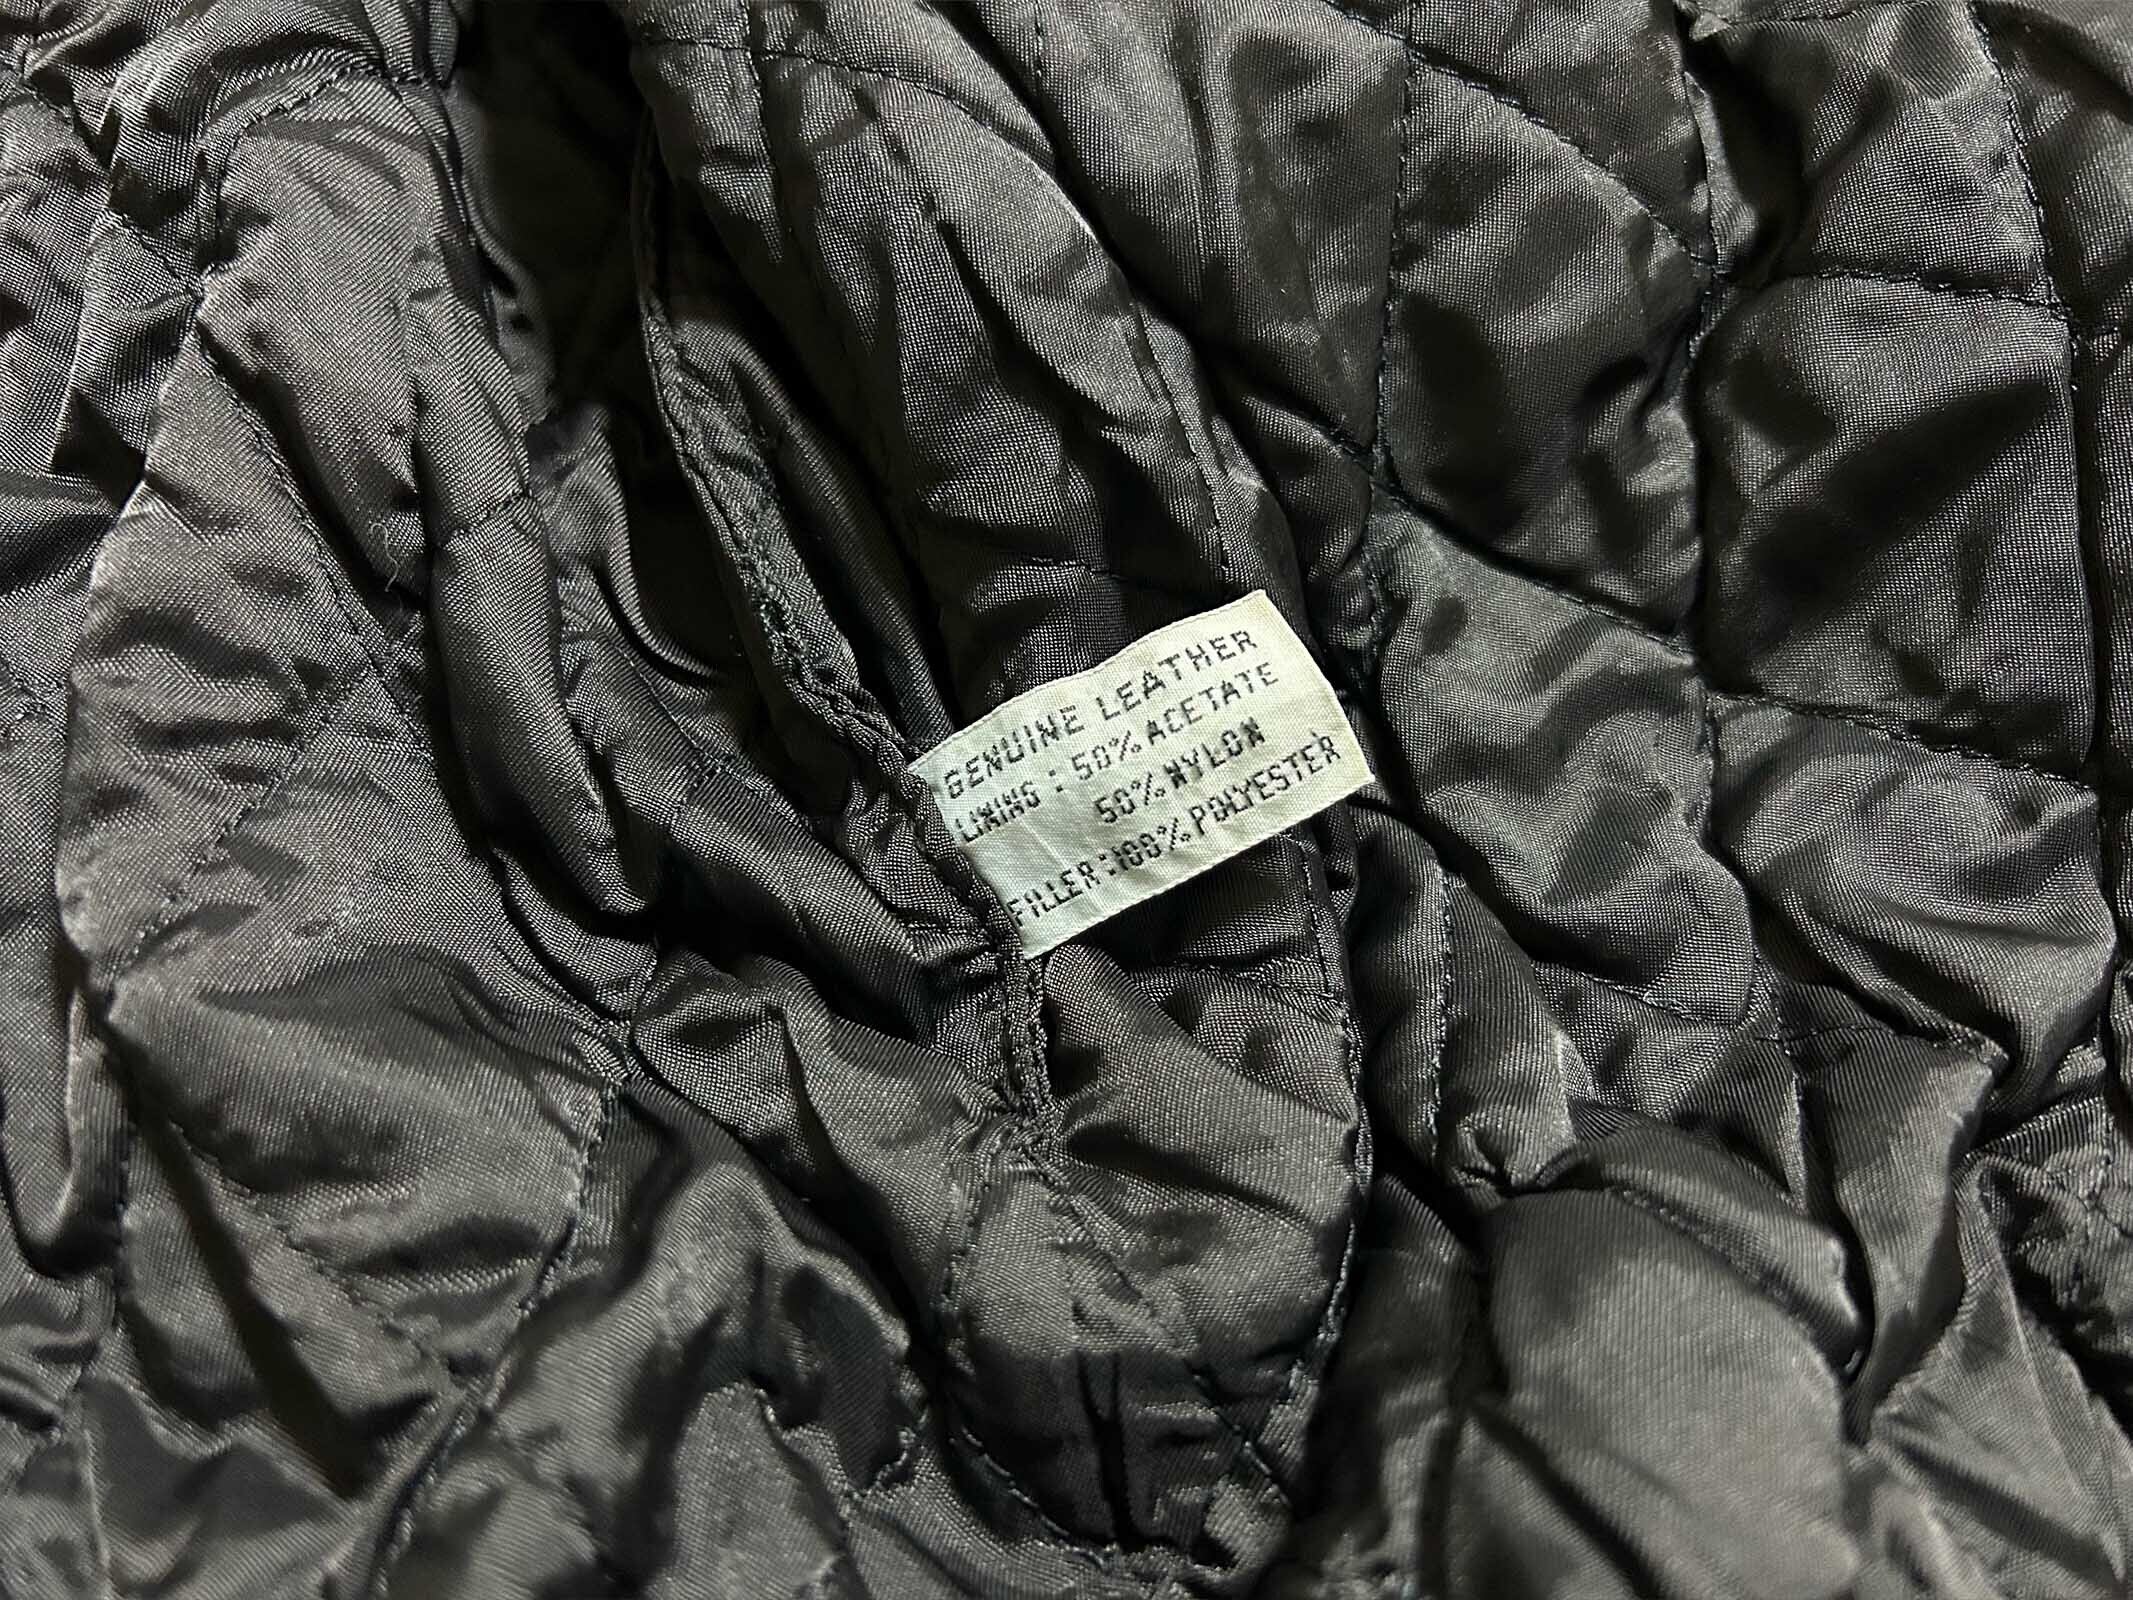 GENUINE LEATHER
LINING : 50% ACETATE
50% NYLON
FILLER : 100% POLYESTER